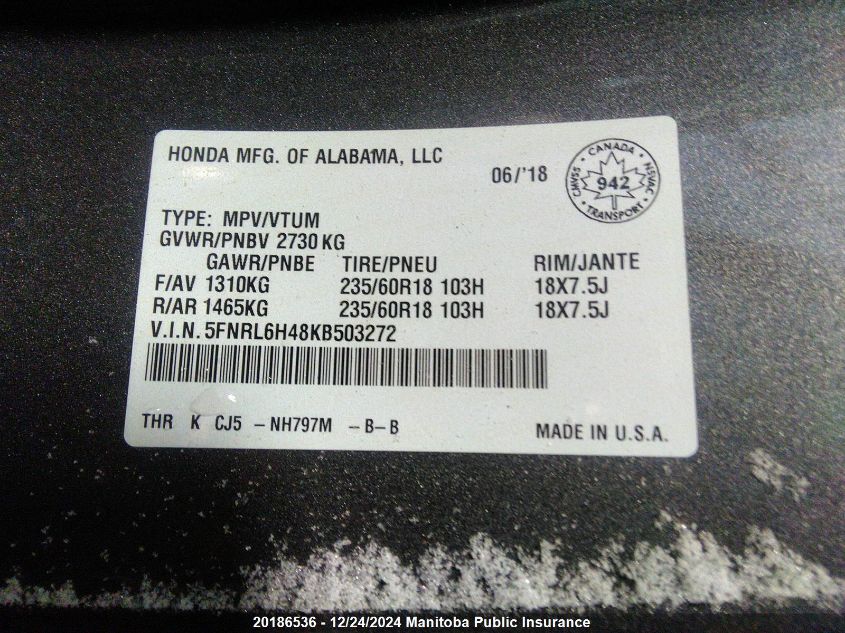 HONDA MFG. OF ALABAMA, LLC
06/'18
CANADA
CMVSS 942 NSVAC
TRANSPORT
TYPE: MPV/VTUM
GVWR/PNBV 2730 KG
GAWR/PNBE TIRE/PNEU RIM/JANTE
F/AV 1310KG 235/60R18 103H 18X7.5J
R/AR 1465KG 235/60R18 103H 18X7.5J
V.I.N. 5FNRL6H48KB503272
THR K CJ5 - NH797M - B- B
MADE IN U.S.A.
20186536 - 12/24/2024 Manitoba Public Insurance